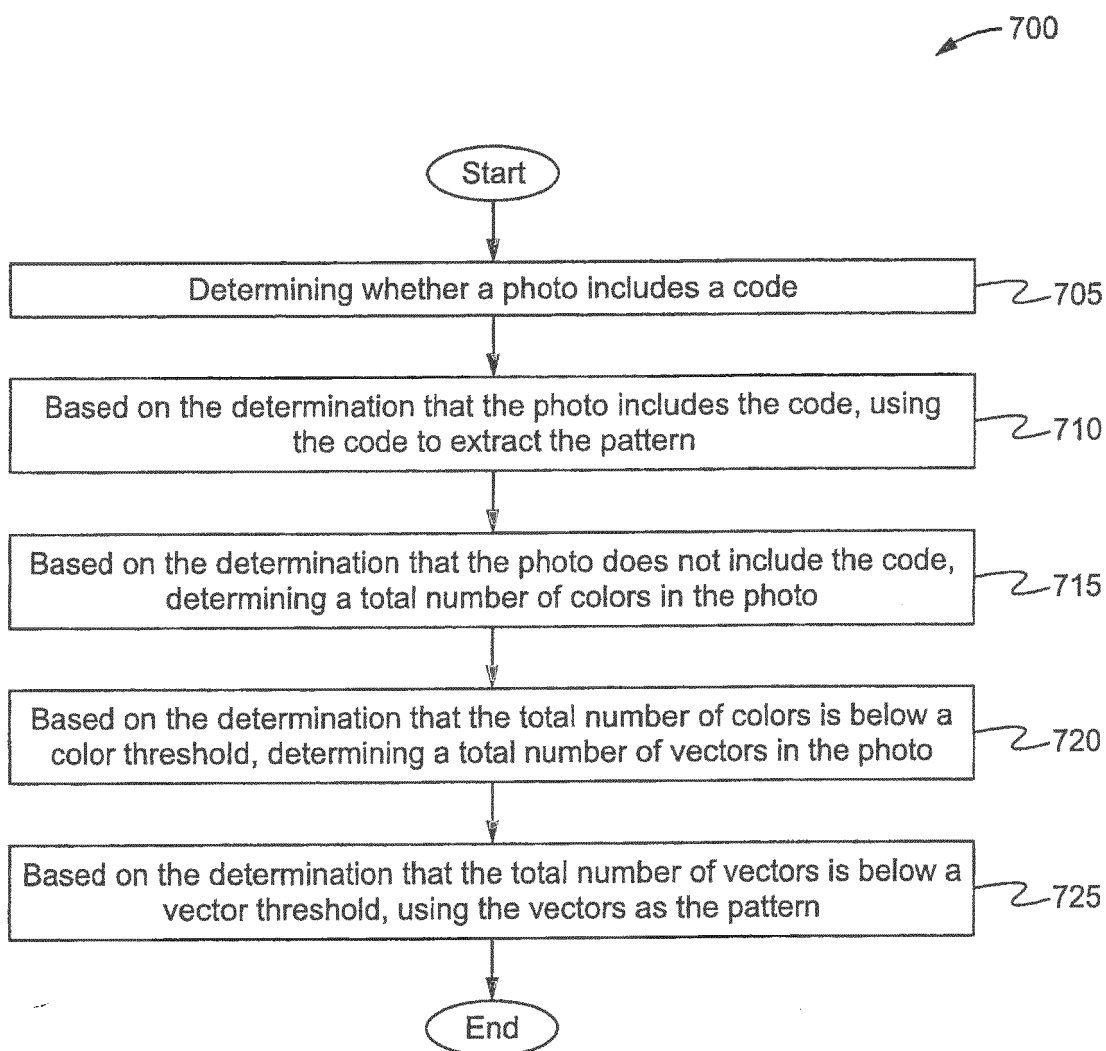 700
Start
Determining whether a photo includes a code
705
Based on the determination that the photo includes the code, using
the code to extract the pattern
710
Based on the determination that the photo does not include the code,
determining a total number of colors in the photo
715
Based on the determination that the total number of colors is below a
color threshold, determining a total number of vectors in the photo
720
Based on the determination that the total number of vectors is below a
vector threshold, using the vectors as the pattern
725
End